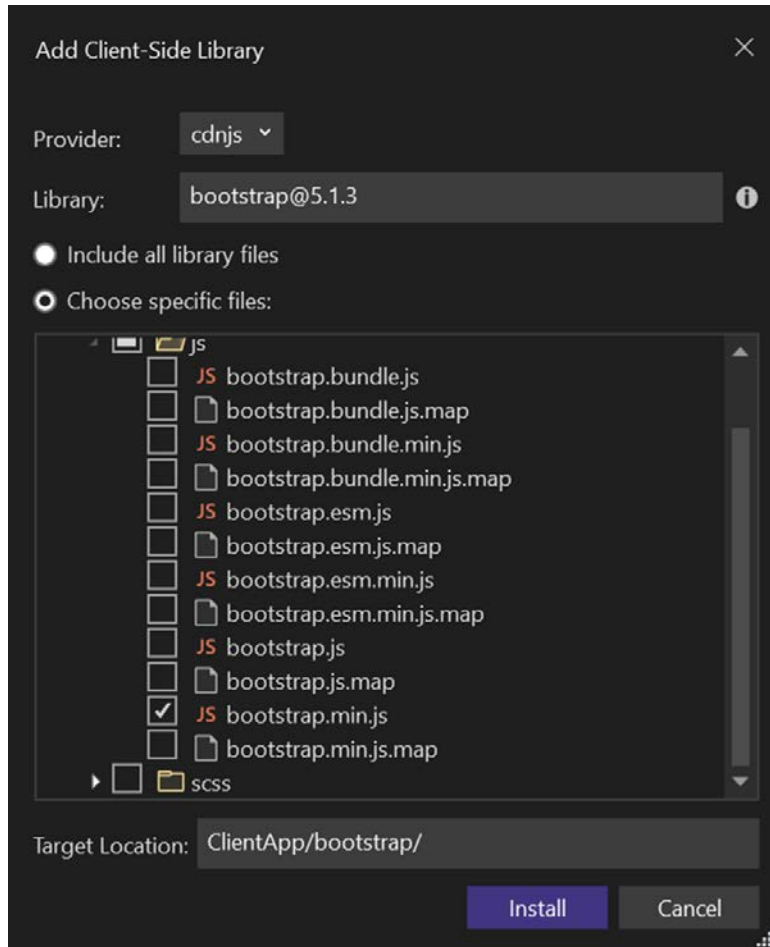 Add Client-Side Library
Provider: cdnjs
Library: bootstrap@5.1.3
Include all library files
Choose specific files:
js
JS bootstrap.bundle.js
bootstrap.bundle.js.map
JS bootstrap.bundle.min.js
bootstrap.bundle.min.js.map
JS bootstrap.esm.js
bootstrap.esm.js.map
JS bootstrap.esm.min.js
bootstrap.esm.min.js.map
JS bootstrap.js
bootstrap.js.map
JS bootstrap.min.js
bootstrap.min.js.map
scss
Target Location: ClientApp/bootstrap/
Install Cancel